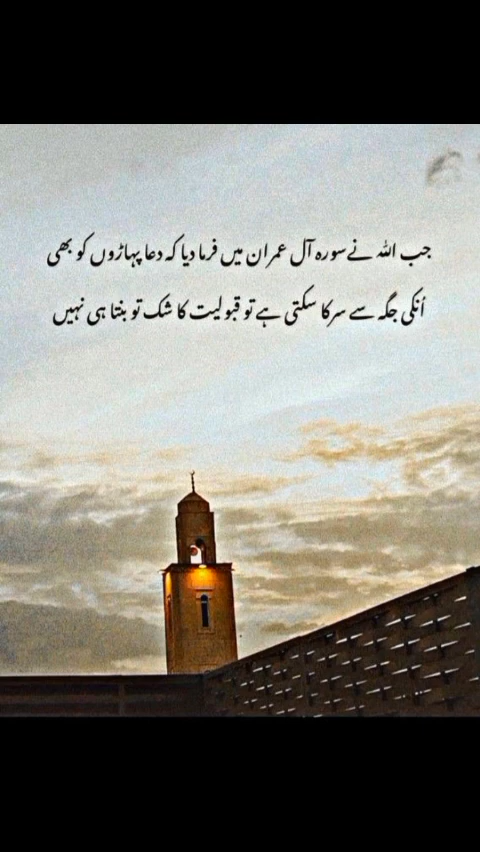 جب اللہ نے سورہ آل عمران میں فرما دیا کہ دعا پہاڑوں کو بھی
اُنکی جگہ سے سرکا سکتی ہے تو قبولیت کا شک تو بنتا ہی نہیں